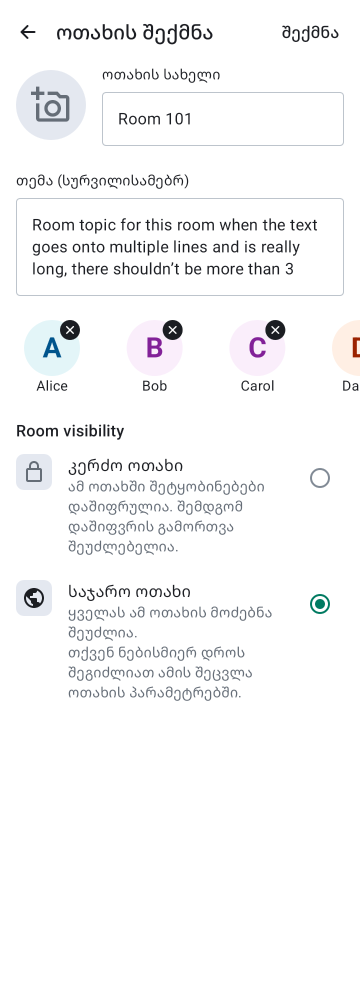 ოთახის შექმნა
შექმნა
ოთახის სახელი
Room 101
თემა (სურვილისამებრ)
Room topic for this room when the text
goes onto multiple lines and is really
long, there shouldn’t be more than 3
A
B
C
Alice
Bob
Carol
Da
Room visibility
კერძო ოთახი
ამ ოთახში შეტყობინებები
დაშიფრულია. შემდგომ
დაშიფვრის გამორთვა
შეუძლებელია.
საჯარო ოთახი
ყველას ამ ოთახის მოძებნა
შეუძლია.
თქვენ ნებისმიერ დროს
შეგიძლიათ ამის შეცვლა
ოთახის პარამეტრებში.